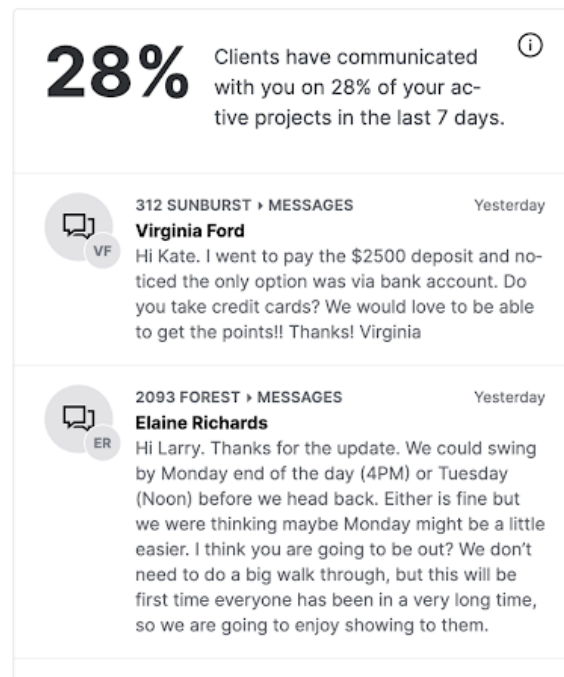 28%
Clients have communicated
with you on 28% of your ac-
tive projects in the last 7 days.
312 SUNBURST ▸ MESSAGES
Yesterday
VF
Virginia Ford
Hi Kate. I went to pay the $2500 deposit and no-
ticed the only option was via bank account. Do
you take credit cards? We would love to be able
to get the points!! Thanks! Virginia
2093 FOREST ▸ MESSAGES
Yesterday
ER
Elaine Richards
Hi Larry. Thanks for the update. We could swing
by Monday end of the day (4PM) or Tuesday
(Noon) before we head back. Either is fine but
we were thinking maybe Monday might be a little
easier. I think you are going to be out? We don't
need to do a big walk through, but this will be
first time everyone has been in a very long time,
so we are going to enjoy showing to them.